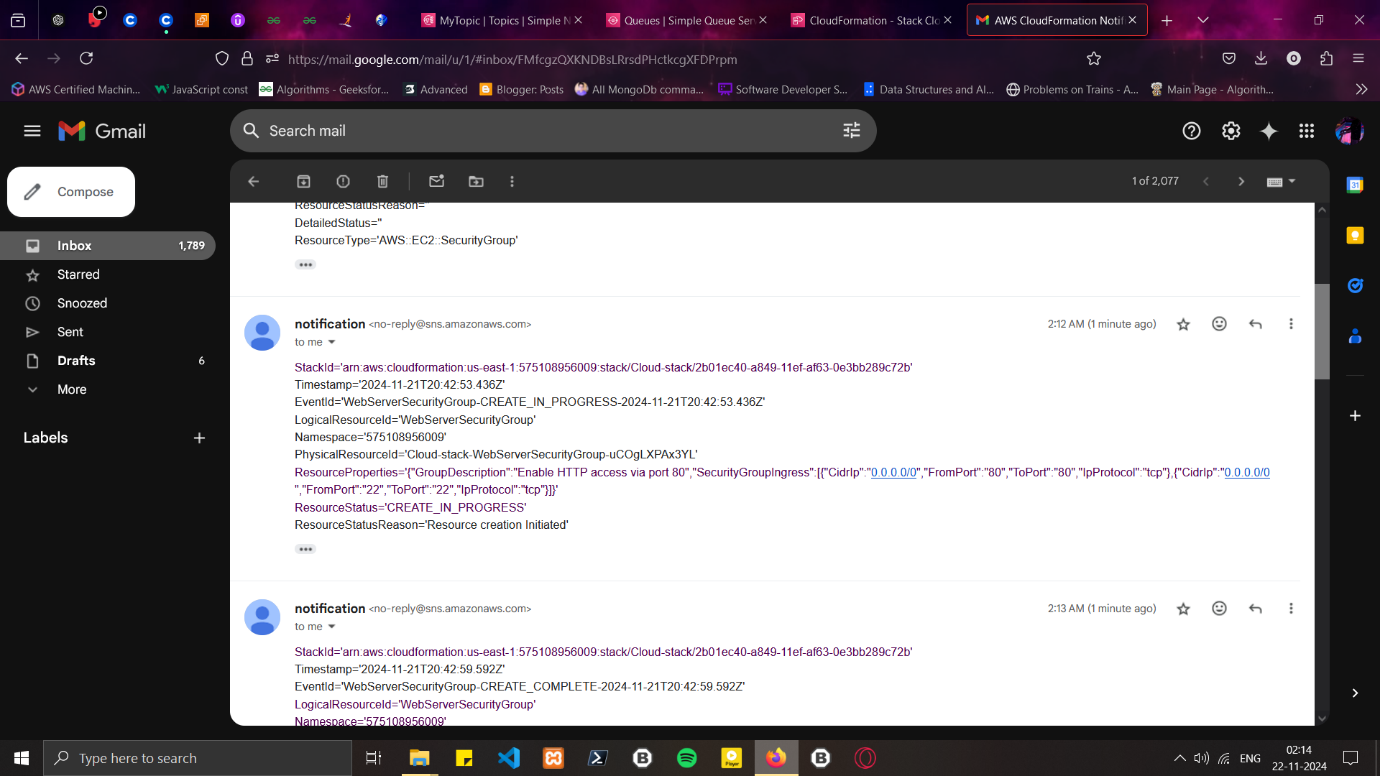 MyTopic | Topics | Simple N
Queues | Simple Queue Serv
CloudFormation - Stack Clo
AWS CloudFormation Notif
https://mail.google.com/mail/u/1/#inbox/FMfcgzQXKNDBsLRrsdPHctkcgXFDPrpm
AWS Certified Machin...
JavaScript const
Algorithms - Geeksfor...
Advanced
Blogger: Posts
All MongoDb comma...
Software Developer S...
Data Structures and Al...
Problems on Trains - A...
Main Page - Algorith...
Gmail
Search mail
Compose
1 of 2,077
Inbox 1,789
Starred
Snoozed
Sent
Drafts 6
More
Labels
ResourceStatusReason=''
DetailedStatus=''
ResourceType='AWS::EC2::SecurityGroup'
notification <no-reply@sns.amazonaws.com> 2:12 AM (1 minute ago)
to me
StackId='arn:aws:cloudformation:us-east-1:575108956009:stack/Cloud-stack/2b01ec40-a849-11ef-af63-0e3bb289c72b'
Timestamp='2024-11-21T20:42:53.436Z'
EventId='WebServerSecurityGroup-CREATE_IN_PROGRESS-2024-11-21T20:42:53.436Z'
LogicalResourceId='WebServerSecurityGroup'
Namespace='575108956009'
PhysicalResourceId='Cloud-stack-WebServerSecurityGroup-uCOgLXPAx3YL'
ResourceProperties='{"GroupDescription":"Enable HTTP access via port 80","SecurityGroupIngress":[{"CidrIp":"0.0.0.0/0","FromPort":"80","ToPort":"80","IpProtocol":"tcp"},{"CidrIp":"0.0.0.0/0
","FromPort":"22","ToPort":"22","IpProtocol":"tcp"}]}'
ResourceStatus='CREATE_IN_PROGRESS'
ResourceStatusReason='Resource creation Initiated'
notification <no-reply@sns.amazonaws.com> 2:13 AM (1 minute ago)
to me
StackId='arn:aws:cloudformation:us-east-1:575108956009:stack/Cloud-stack/2b01ec40-a849-11ef-af63-0e3bb289c72b'
Timestamp='2024-11-21T20:42:59.592Z'
EventId='WebServerSecurityGroup-CREATE_COMPLETE-2024-11-21T20:42:59.592Z'
LogicalResourceId='WebServerSecurityGroup'
Namespace='575108956009'
Type here to search
ENG
02:14
22-11-2024